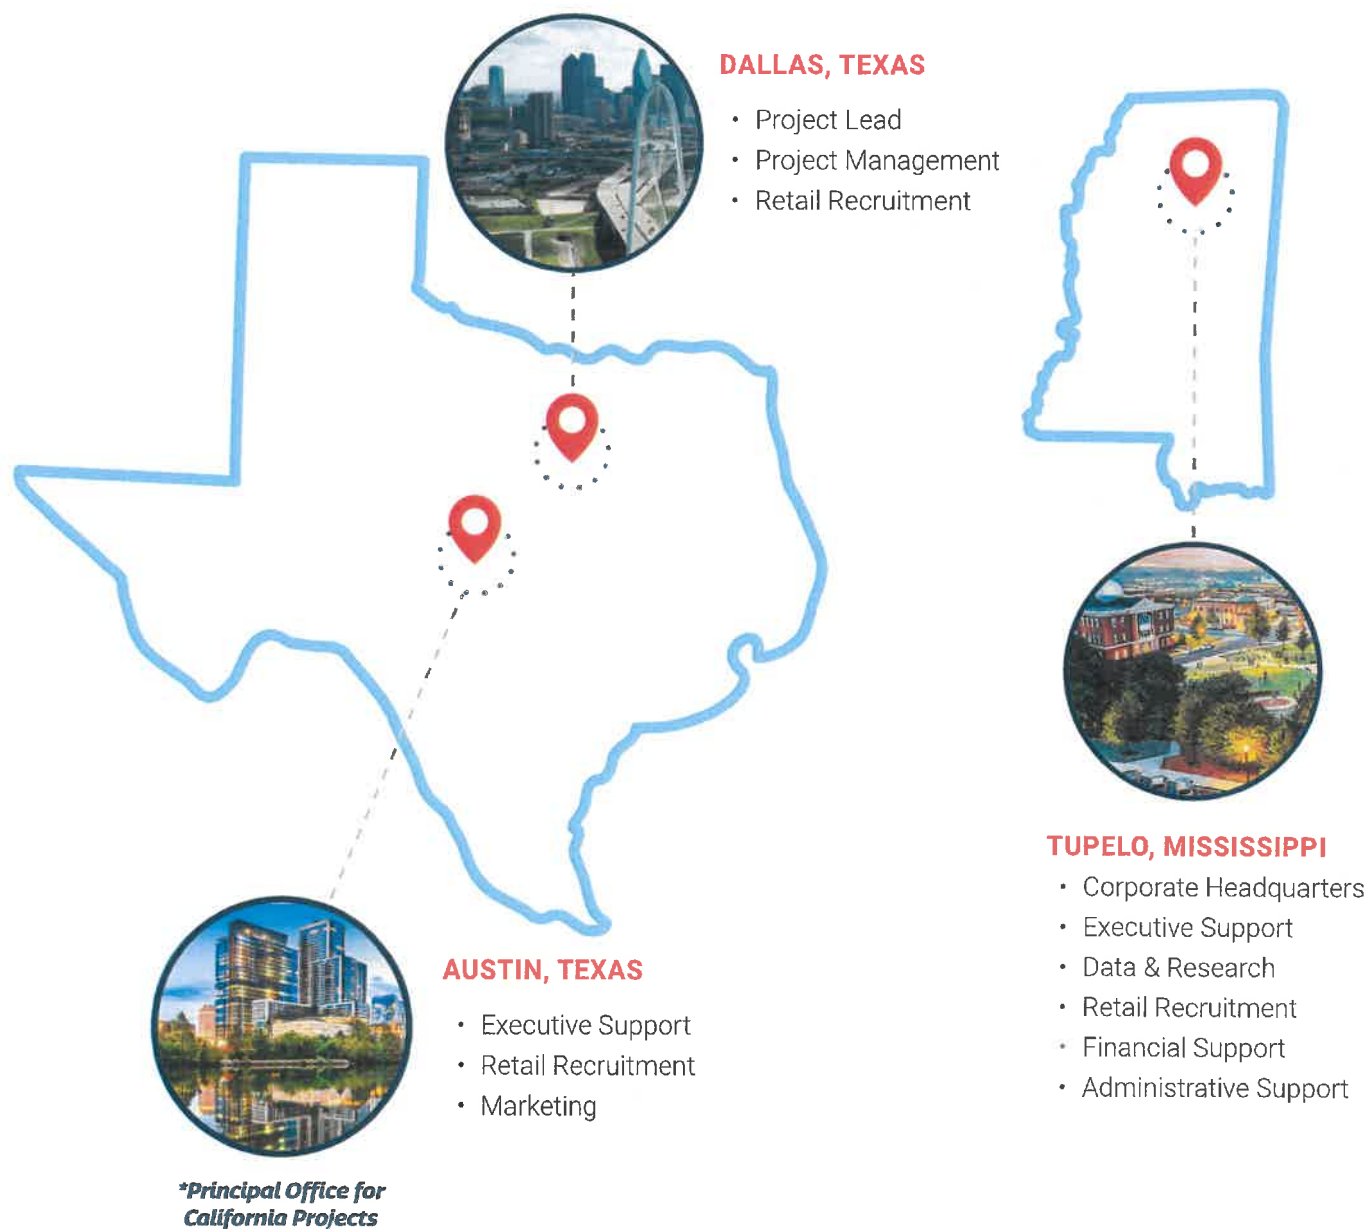 DALLAS, TEXAS
• Project Lead
• Project Management
• Retail Recruitment
TUPELO, MISSISSIPPI
• Corporate Headquarters
• Executive Support
• Data & Research
• Retail Recruitment
• Financial Support
• Administrative Support
AUSTIN, TEXAS
• Executive Support
• Retail Recruitment
• Marketing
*Principal Office for
California Projects